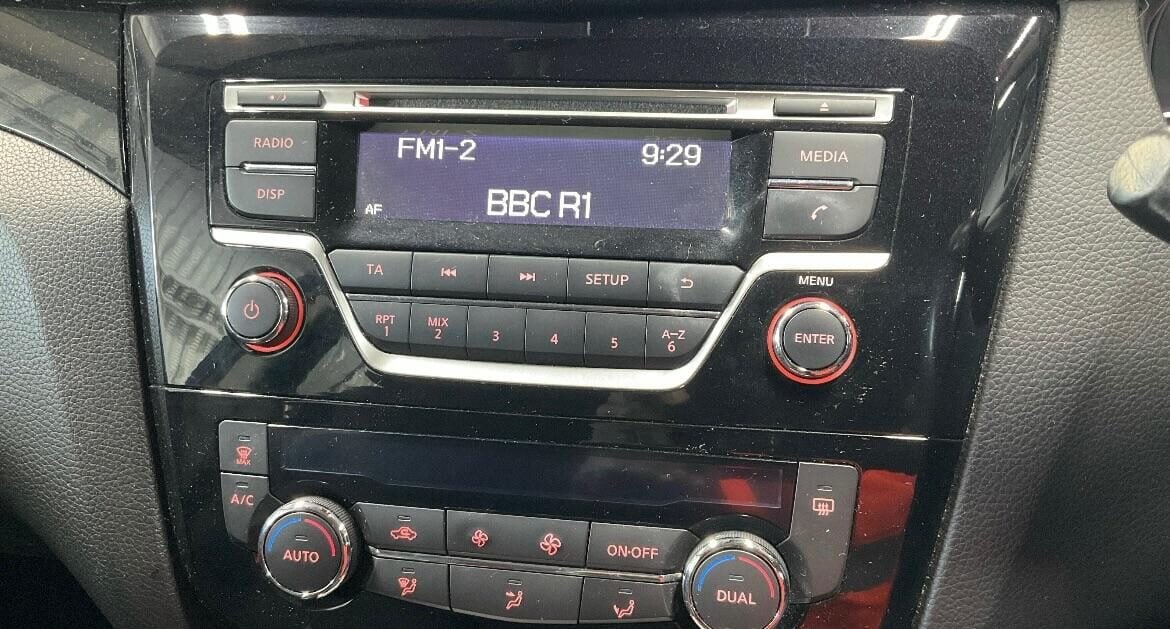 RADIO
DISP
FM1-2 9:29
AF BBC R1
MEDIA
TA SETUP
MENU
RPT 1 MIX 2 3 4 5 A-Z 6
ENTER
MAX
A/C
AUTO
ON·OFF
DUAL